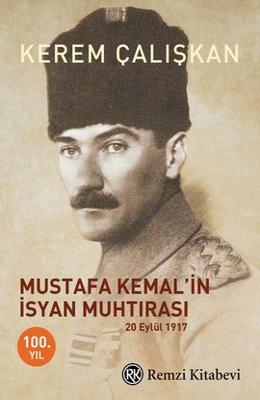 KEREM ÇALIŞKAN
MUSTAFA KEMAL'İN
İSYAN MUHTIRASI
20 Eylül 1917
100.
YIL
RK Remzi Kitabevi